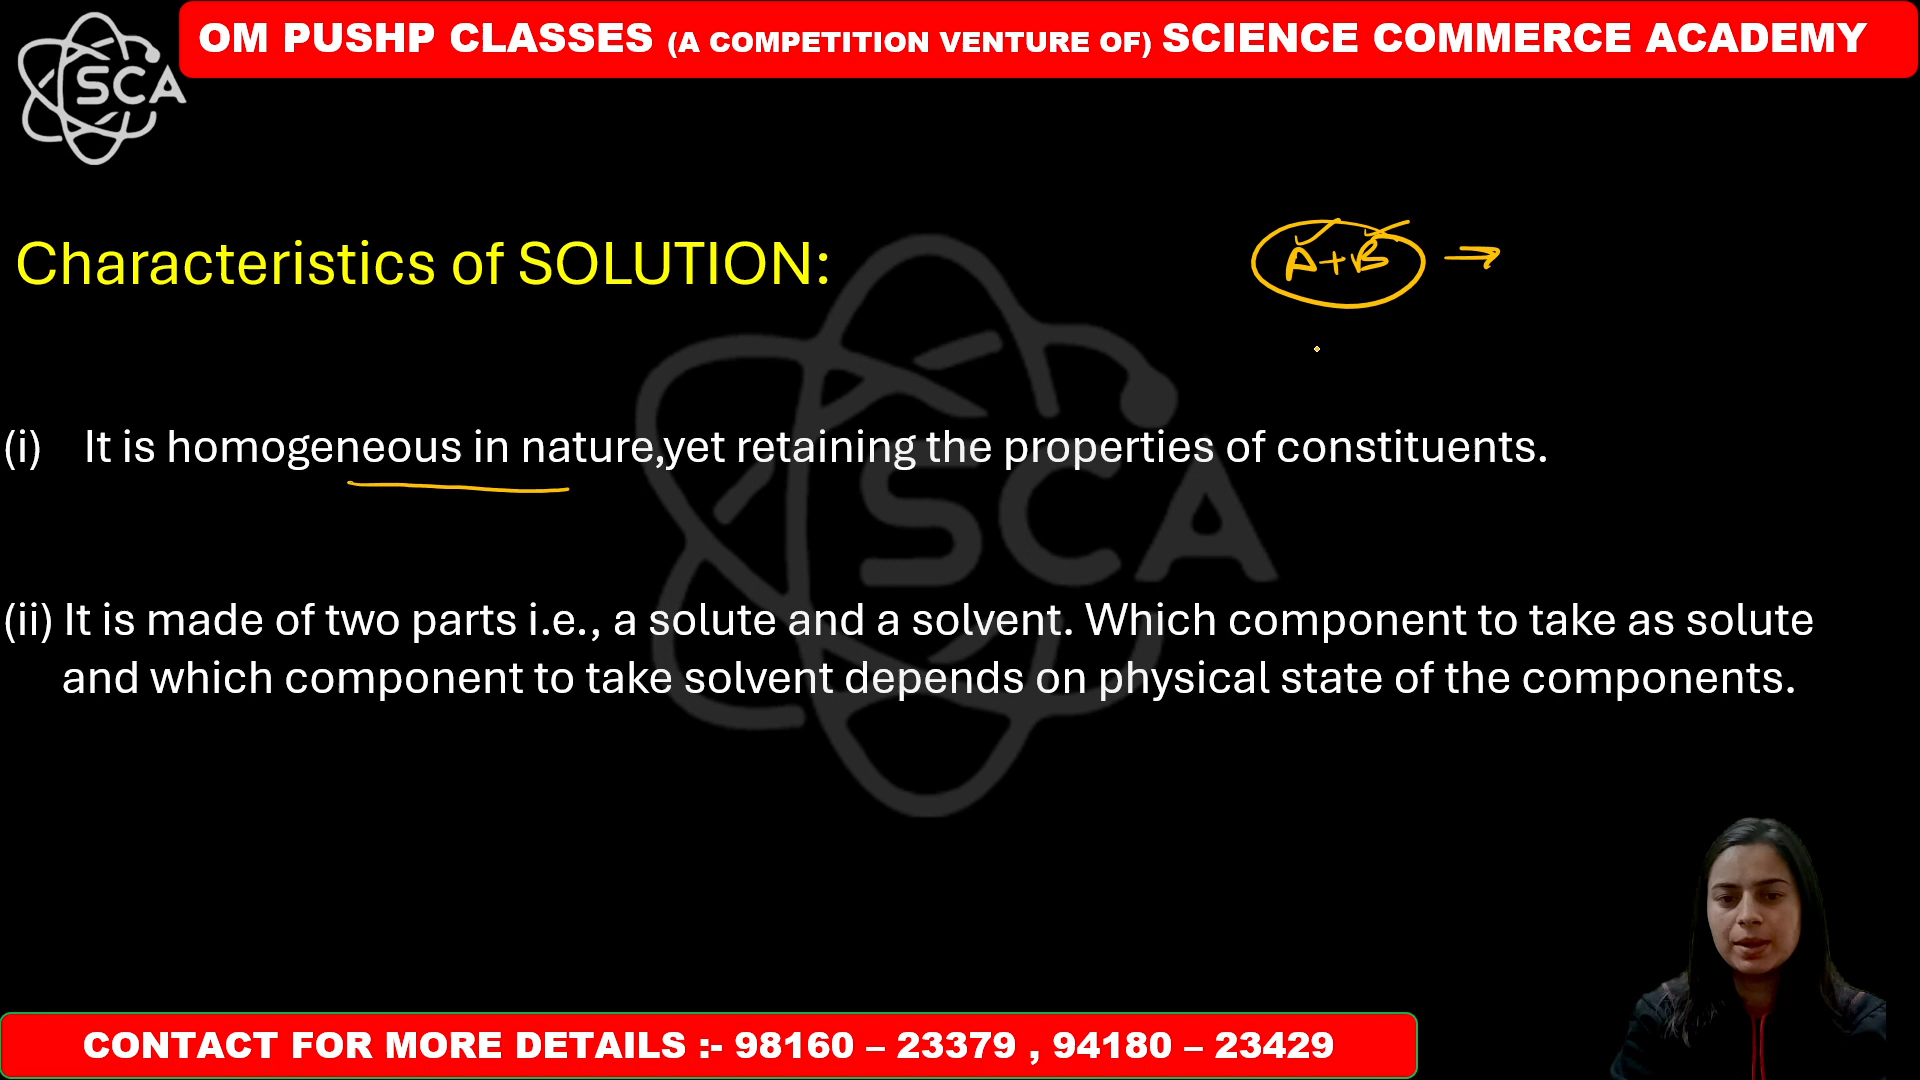 OM PUSHP CLASSES (A COMPETITION VENTURE OF) SCIENCE COMMERCE ACADEMY
SCA
Characteristics of SOLUTION:
A+B →
(i) It is homogeneous in nature,yet retaining the properties of constituents.
SCA
(ii) It is made of two parts i.e., a solute and a solvent. Which component to take as solute
and which component to take solvent depends on physical state of the components.
CONTACT FOR MORE DETAILS :- 98160 – 23379 , 94180 – 23429